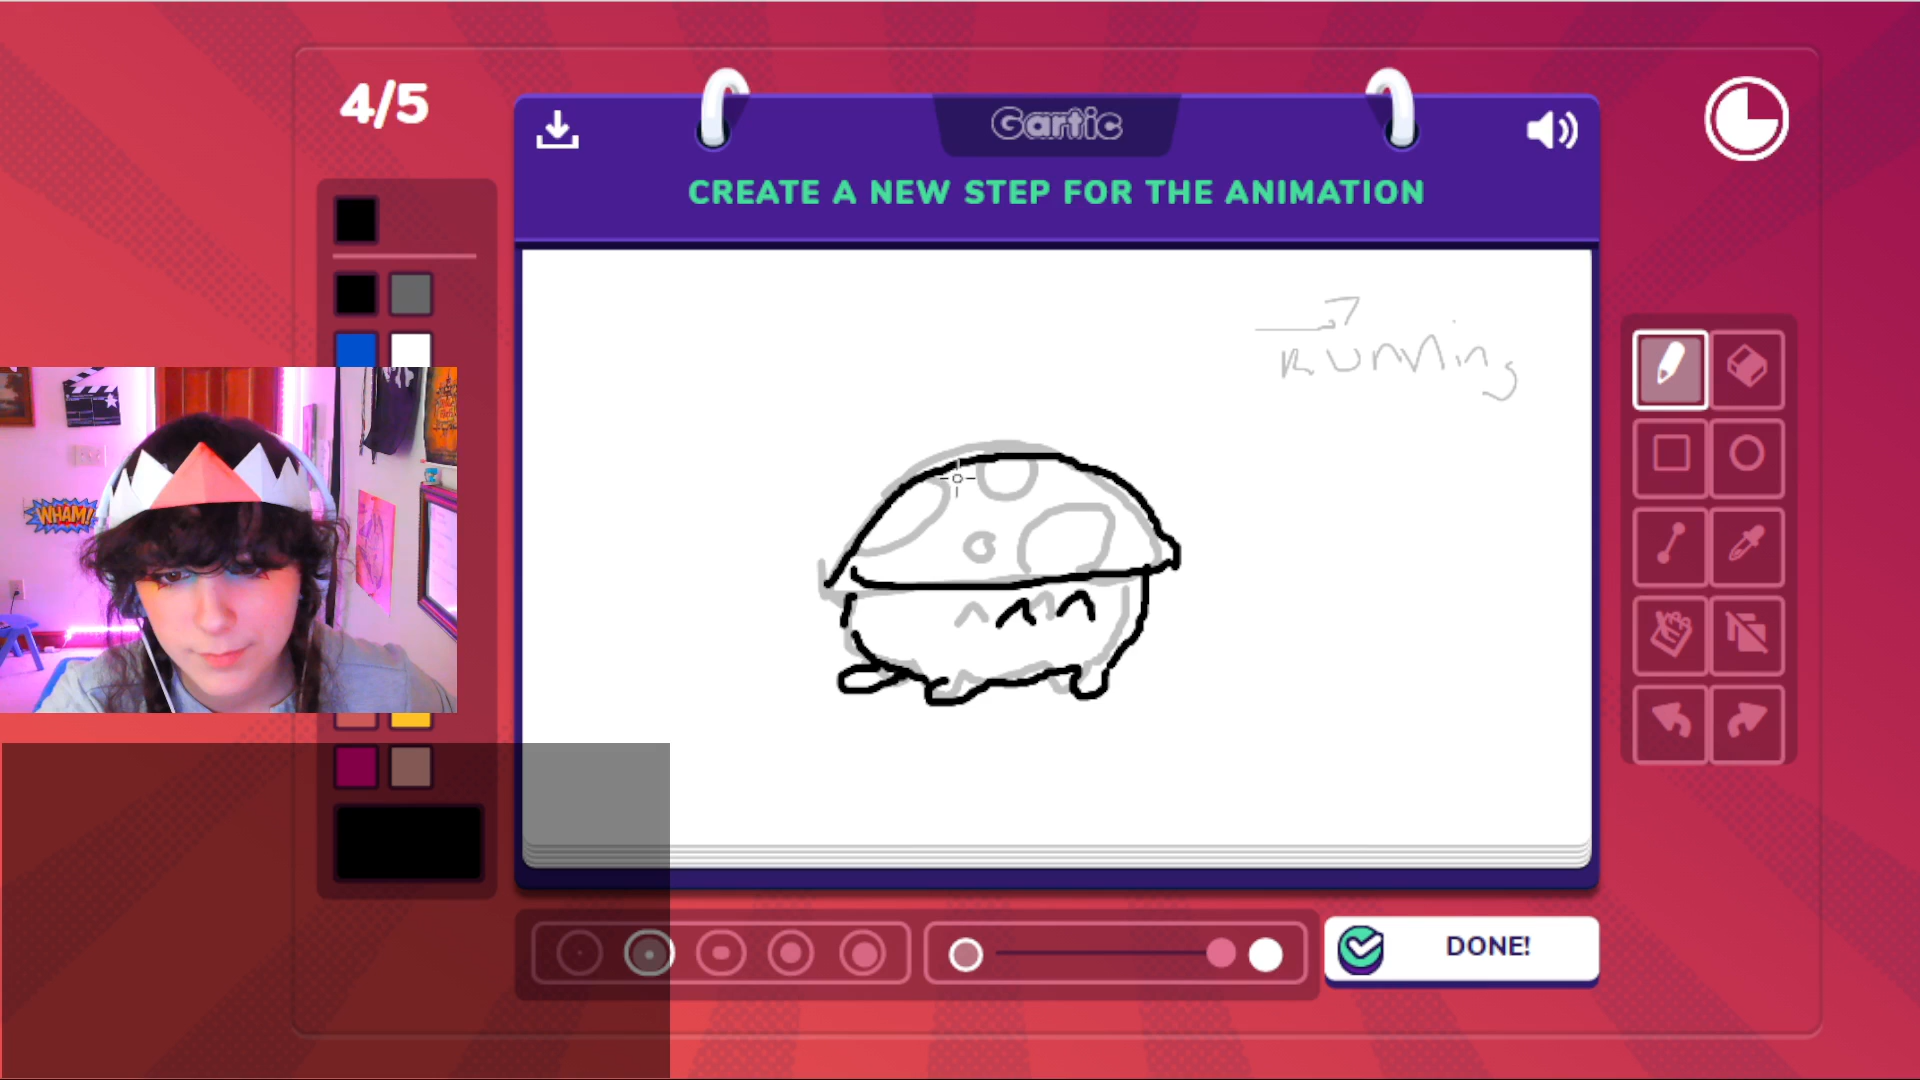 4/5
Gartic
CREATE A NEW STEP FOR THE ANIMATION
Running
WHAM!
DONE!